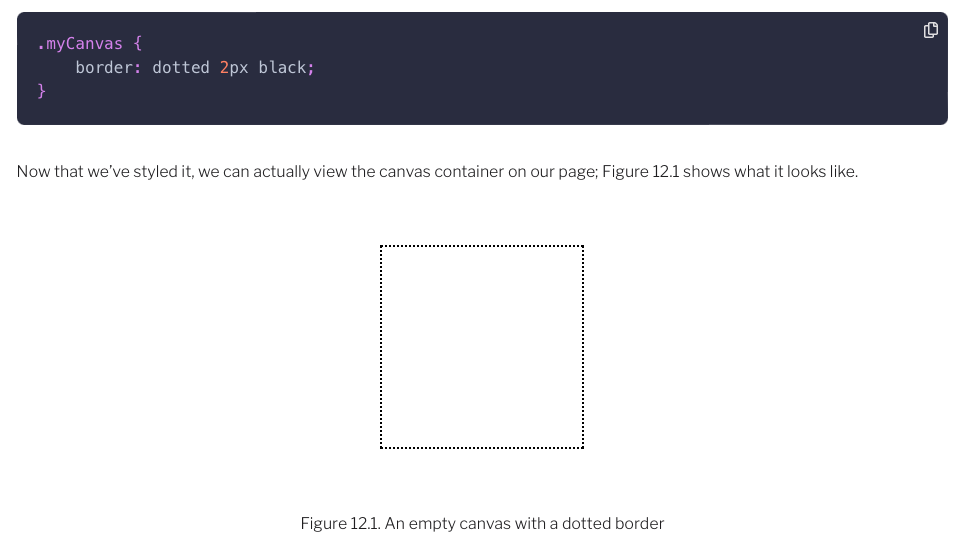 .myCanvas {
    border: dotted 2px black;
}
Now that we’ve styled it, we can actually view the canvas container on our page; Figure 12.1 shows what it looks like.
Figure 12.1. An empty canvas with a dotted border